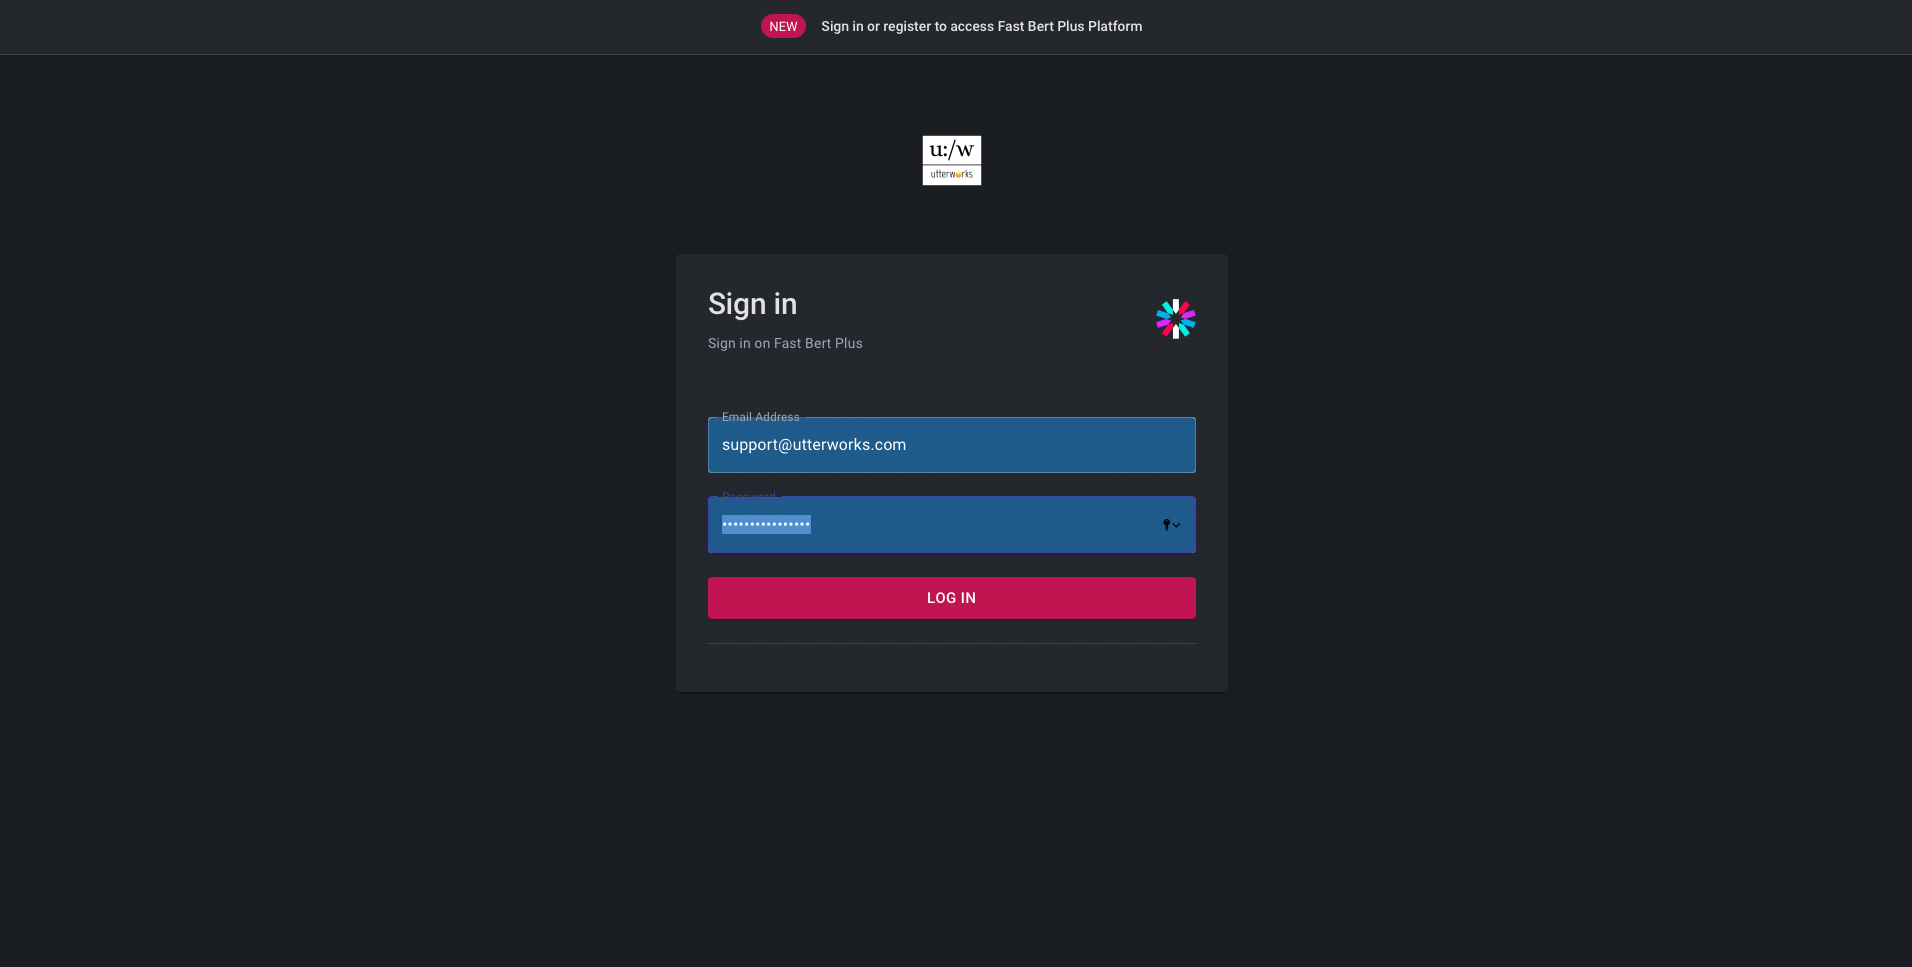 NEW Sign in or register to access Fast Bert Plus Platform
u:/w
utterworks
Sign in
Sign in on Fast Bert Plus
Email Address
support@utterworks.com
Password
••••••••••••••••
LOG IN